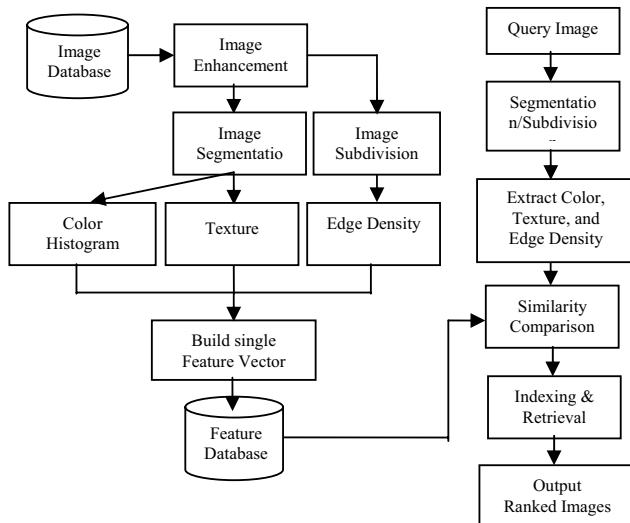 Image
Database
Image
Enhancement
Image
Segmentatio
Image
Subdivision
Color
Histogram
Texture
Edge Density
Build single
Feature Vector
Feature
Database
Query Image
Segmentatio
n/Subdivisio
Extract Color,
Texture, and
Edge Density
Similarity
Comparison
Indexing &
Retrieval
Output
Ranked Images